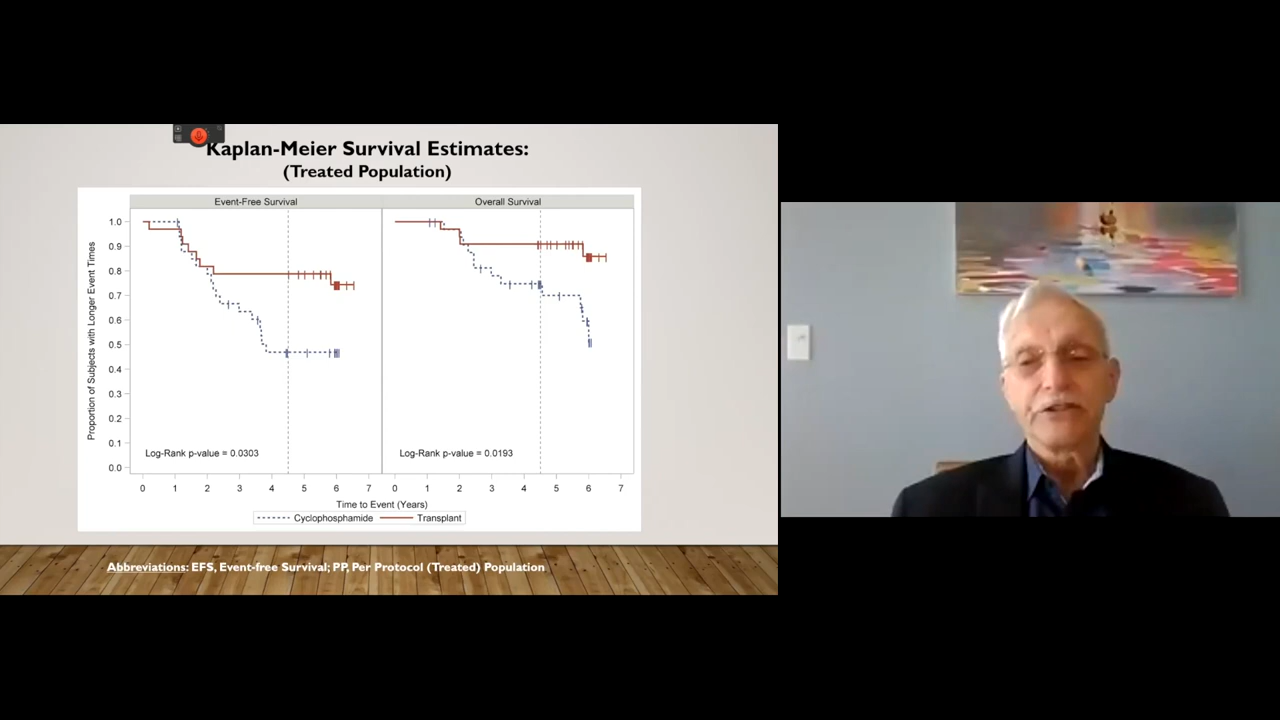 Kaplan-Meier Survival Estimates:
(Treated Population)
Event-Free Survival
Overall Survival
Proportion of Subjects with Longer Event Times
1.0
0.9
0.8
0.7
0.6
0.5
0.4
0.3
0.2
0.1
0.0
Log-Rank p-value = 0.0303
Log-Rank p-value = 0.0193
0 1 2 3 4 5 6 7
0 1 2 3 4 5 6 7
Time to Event (Years)
Cyclophosphamide Transplant
Abbreviations: EFS, Event-free Survival; PP, Per Protocol (Treated) Population